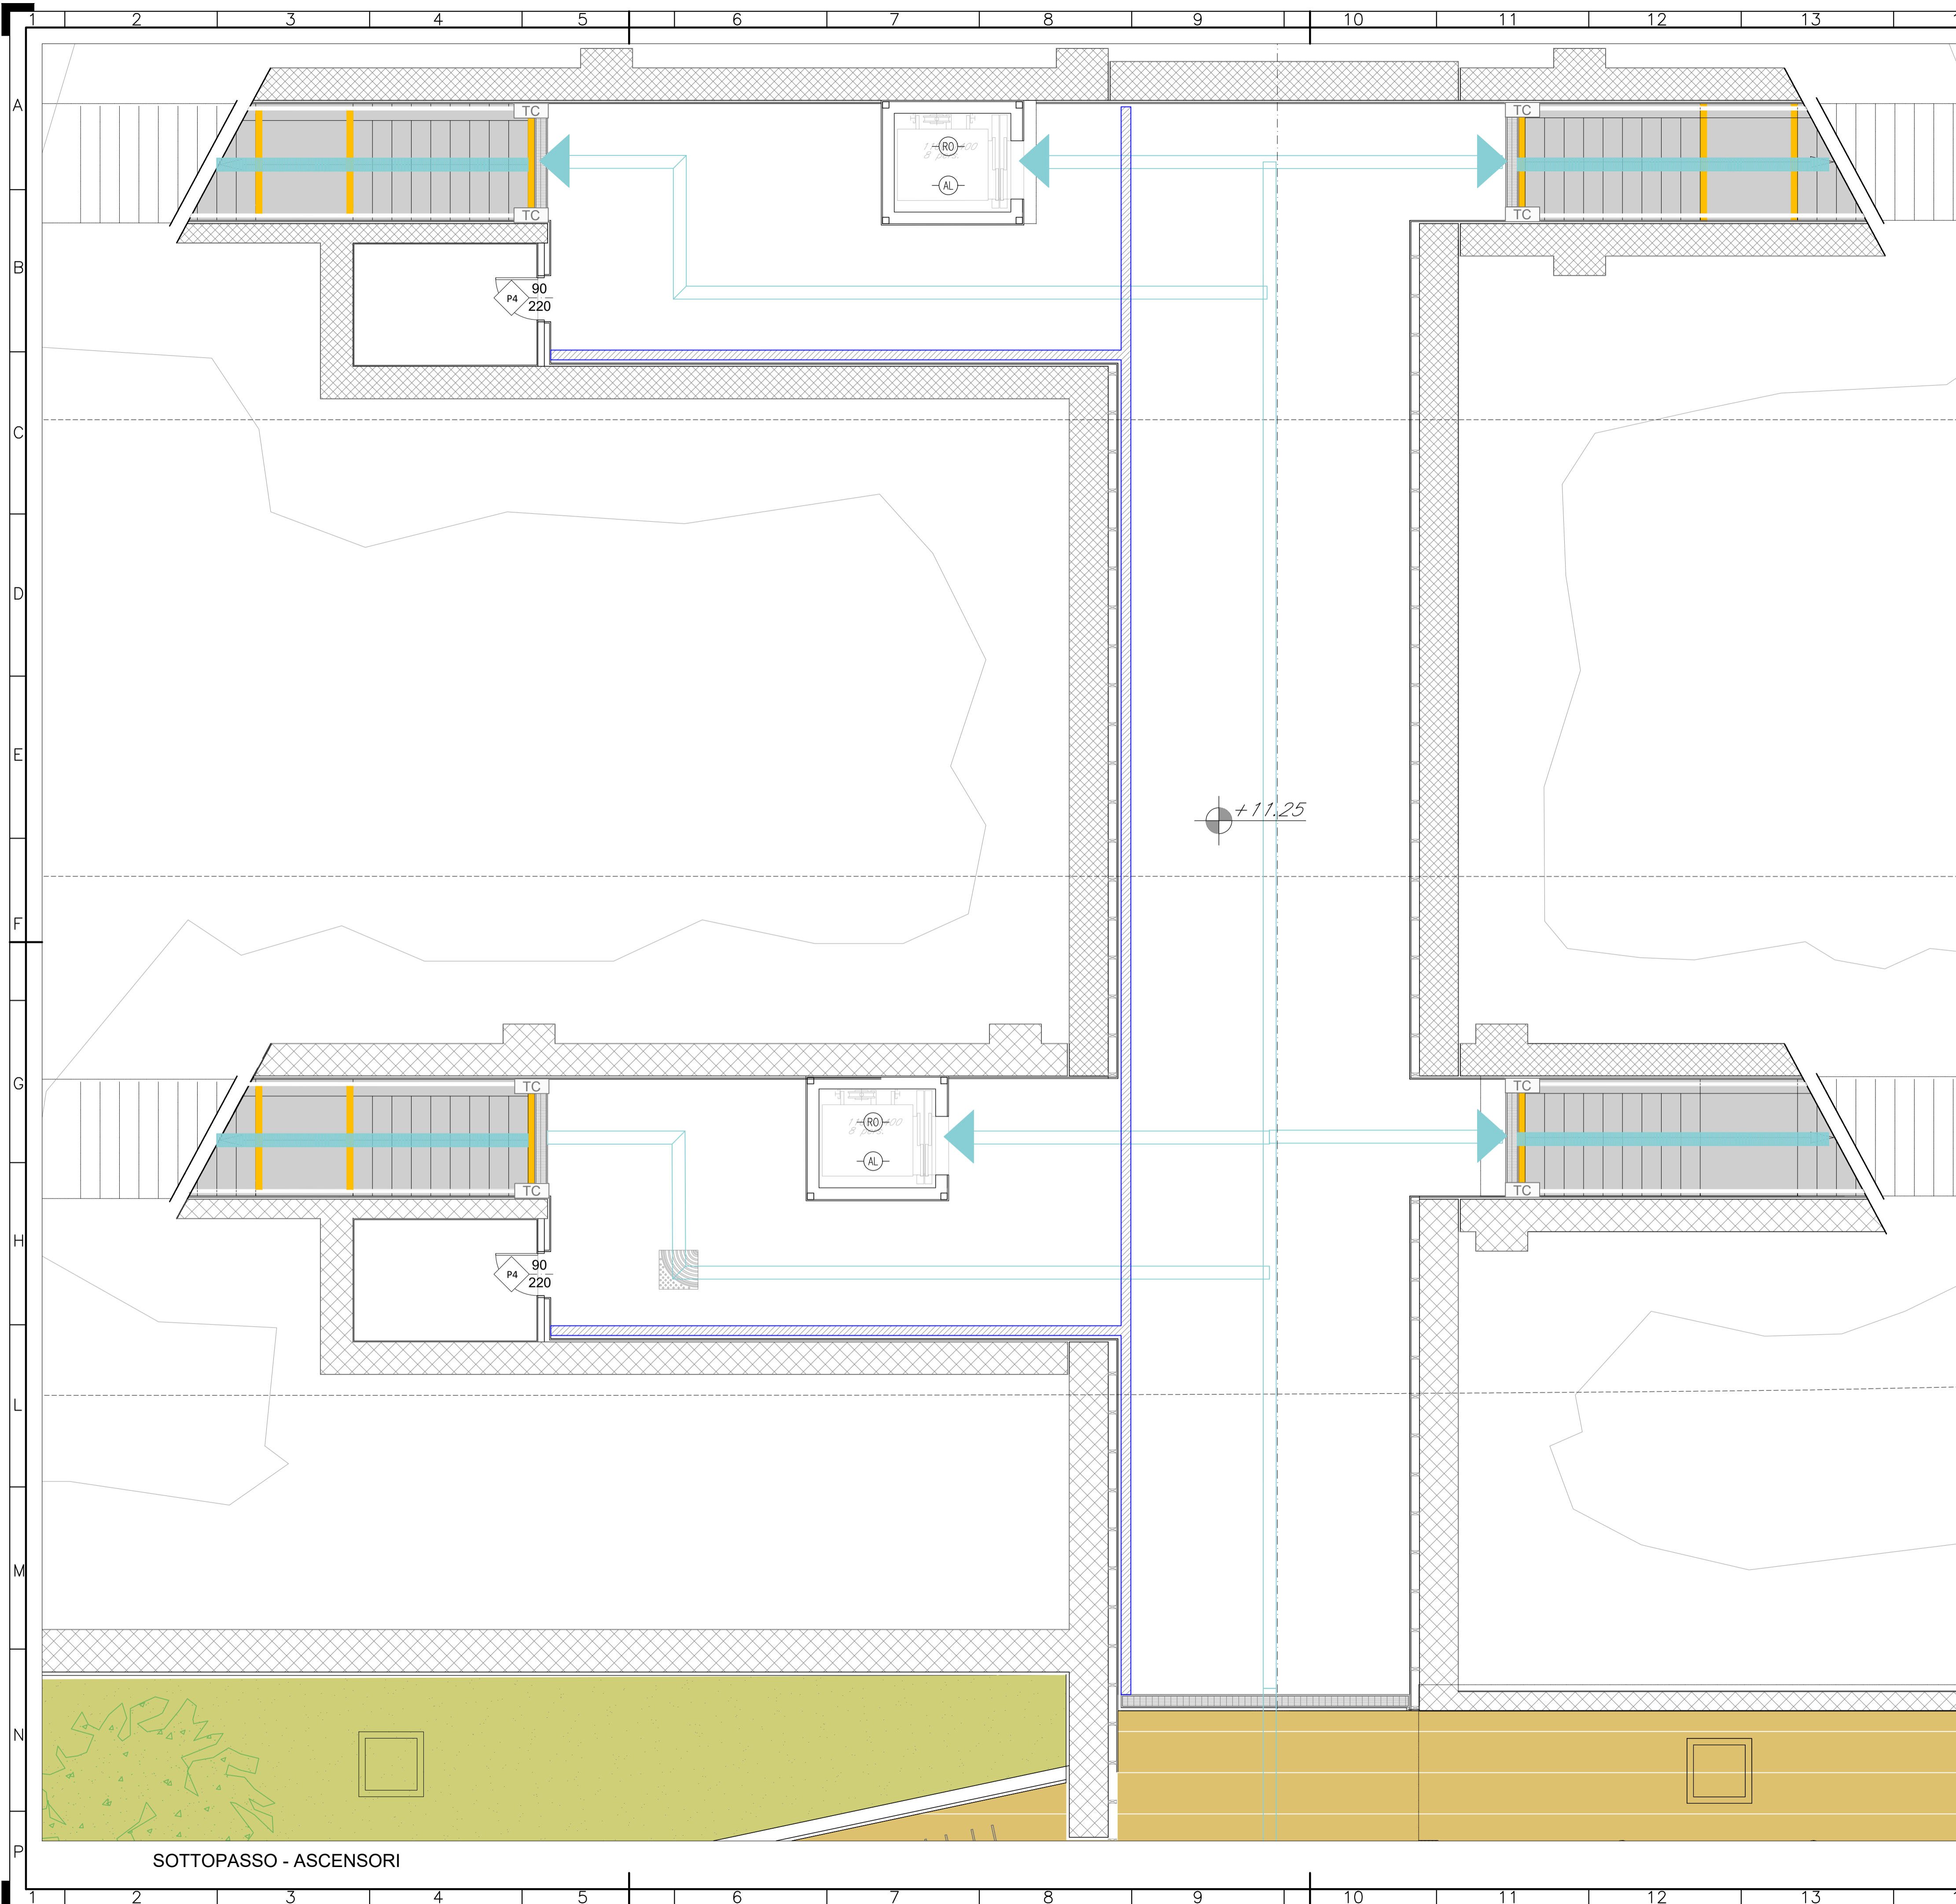 1 2 3 4 5 6 7 8 9 10 11 12 13
A
TC TC
RO
TC AL TC
B
P4 90
220
C
D
E
+11.25
F
G
TC TC
RO
AL
TC TC
H
P4 90
220
L
M
N
P
SOTTOPASSO - ASCENSORI
1 2 3 4 5 6 7 8 9 10 11 12 13